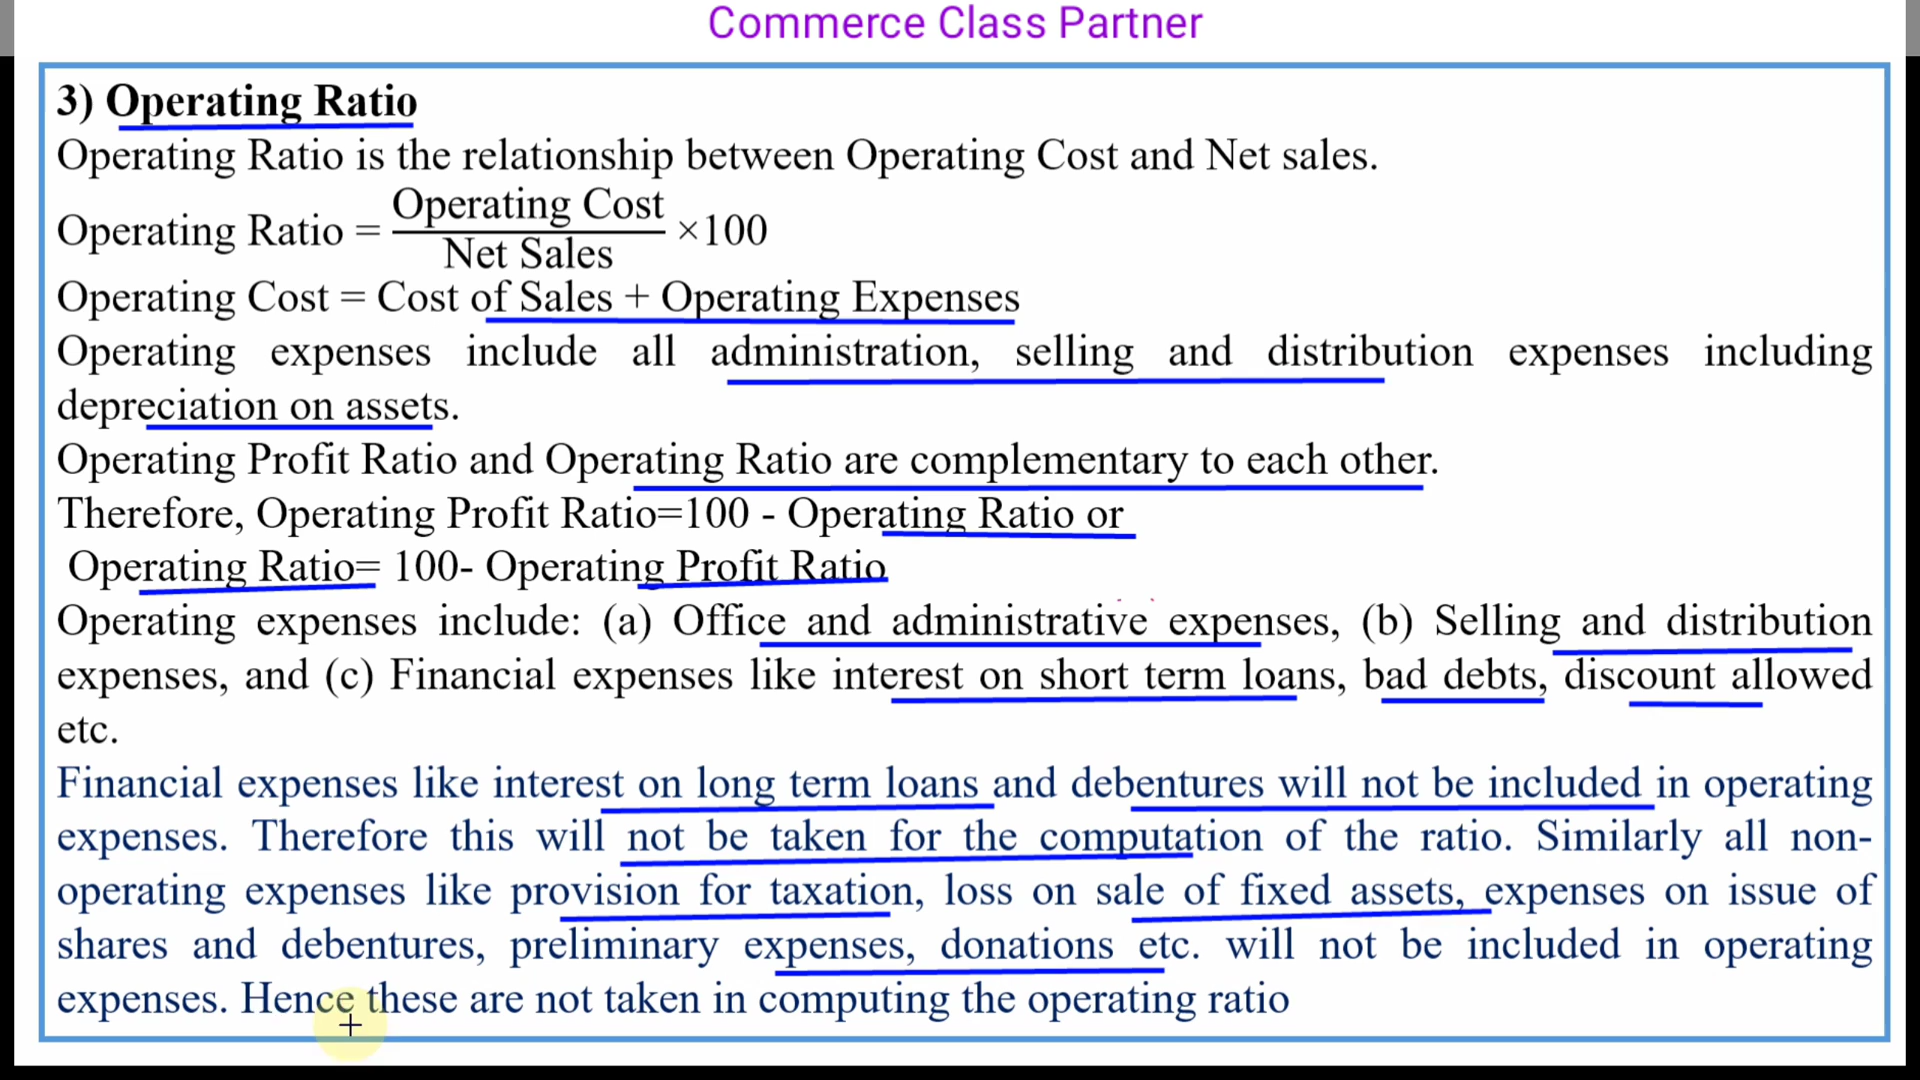 Commerce Class Partner
3) Operating Ratio
Operating Ratio is the relationship between Operating Cost and Net sales.
Operating Ratio = Operating Cost / Net Sales ×100
Operating Cost = Cost of Sales + Operating Expenses
Operating expenses include all administration, selling and distribution expenses including
depreciation on assets.
Operating Profit Ratio and Operating Ratio are complementary to each other.
Therefore, Operating Profit Ratio=100 - Operating Ratio or
Operating Ratio= 100- Operating Profit Ratio
Operating expenses include: (a) Office and administrative expenses, (b) Selling and distribution
expenses, and (c) Financial expenses like interest on short term loans, bad debts, discount allowed
etc.
Financial expenses like interest on long term loans and debentures will not be included in operating
expenses. Therefore this will not be taken for the computation of the ratio. Similarly all non-
operating expenses like provision for taxation, loss on sale of fixed assets, expenses on issue of
shares and debentures, preliminary expenses, donations etc. will not be included in operating
expenses. Hence these are not taken in computing the operating ratio